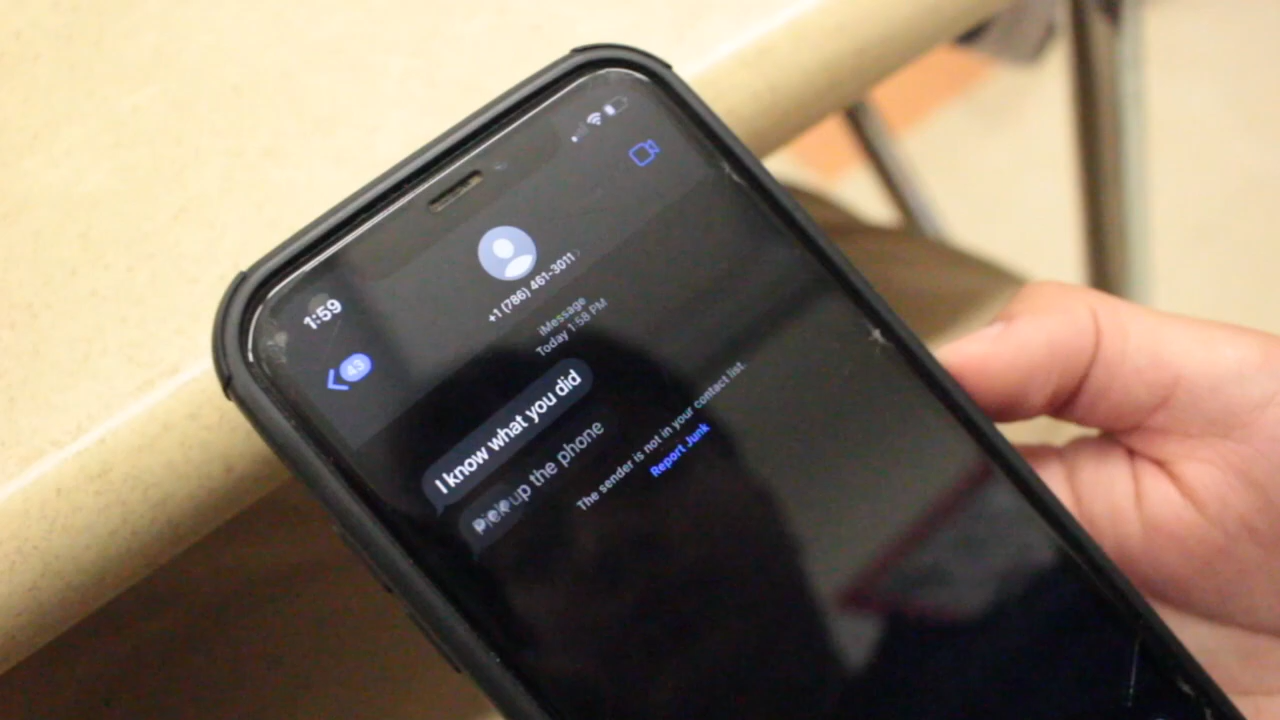 1:59
43
+1 (786) 461-3011
iMessage
Today 1:58 PM
I know what you did
Pick up the phone
The sender is not in your contact list.
Report Junk